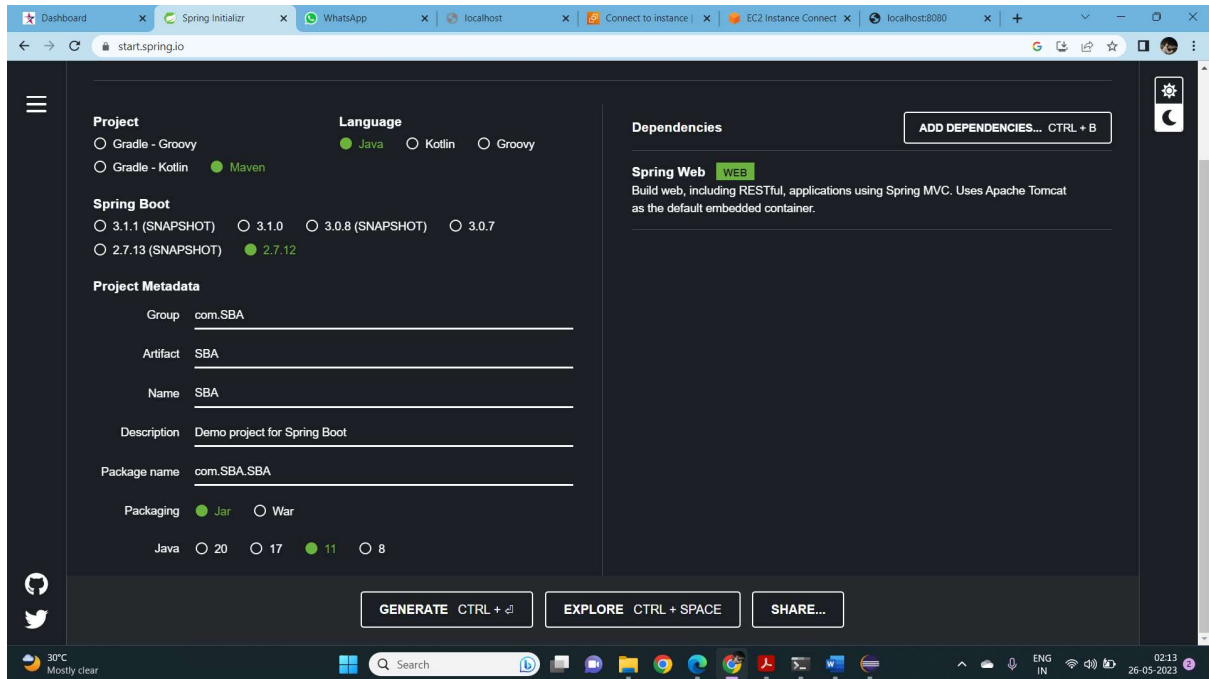 Dashboard Spring Initializr WhatsApp localhost Connect to instance | EC2 Instance Connect localhost:8080
start.spring.io
Project
Gradle - Groovy
Gradle - Kotlin Maven
Language
Java Kotlin Groovy
Spring Boot
3.1.1 (SNAPSHOT) 3.1.0 3.0.8 (SNAPSHOT) 3.0.7
2.7.13 (SNAPSHOT) 2.7.12
Project Metadata
Group com.SBA
Artifact SBA
Name SBA
Description Demo project for Spring Boot
Package name com.SBA.SBA
Packaging Jar War
Java 20 17 11 8
Dependencies ADD DEPENDENCIES... CTRL + B
Spring Web WEB
Build web, including RESTful, applications using Spring MVC. Uses Apache Tomcat
as the default embedded container.
GENERATE CTRL + ⏎ EXPLORE CTRL + SPACE SHARE...
30°C
Mostly clear
Search
ENG
IN
02:13
26-05-2023
2